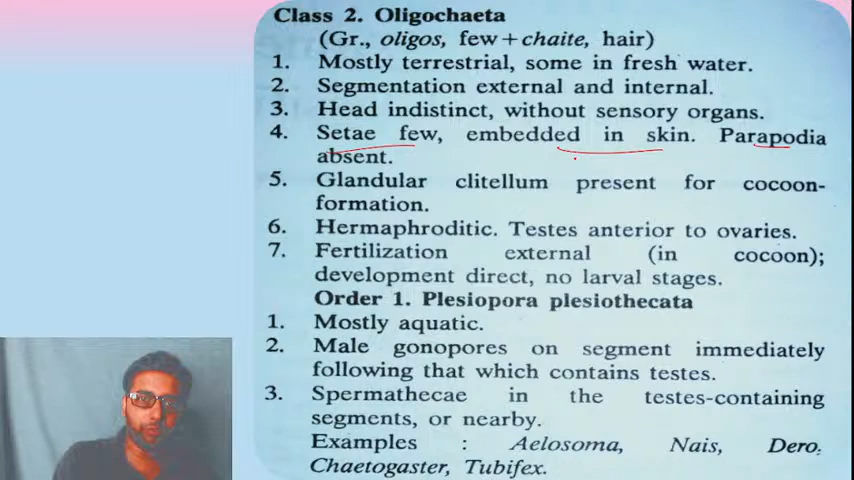 Class 2. Oligochaeta
(Gr., oligos, few + chaite, hair)
1. Mostly terrestrial, some in fresh water.
2. Segmentation external and internal.
3. Head indistinct, without sensory organs.
4. Setae few, embedded in skin. Parapodia
absent.
5. Glandular clitellum present for cocoon-
formation.
6. Hermaphroditic. Testes anterior to ovaries.
7. Fertilization external (in cocoon);
development direct, no larval stages.
Order 1. Plesiopora plesiothecata
1. Mostly aquatic.
2. Male gonopores on segment immediately
following that which contains testes.
3. Spermathecae in the testes-containing
segments, or nearby.
Examples : Aelosoma, Nais, Dero,
Chaetogaster, Tubifex.